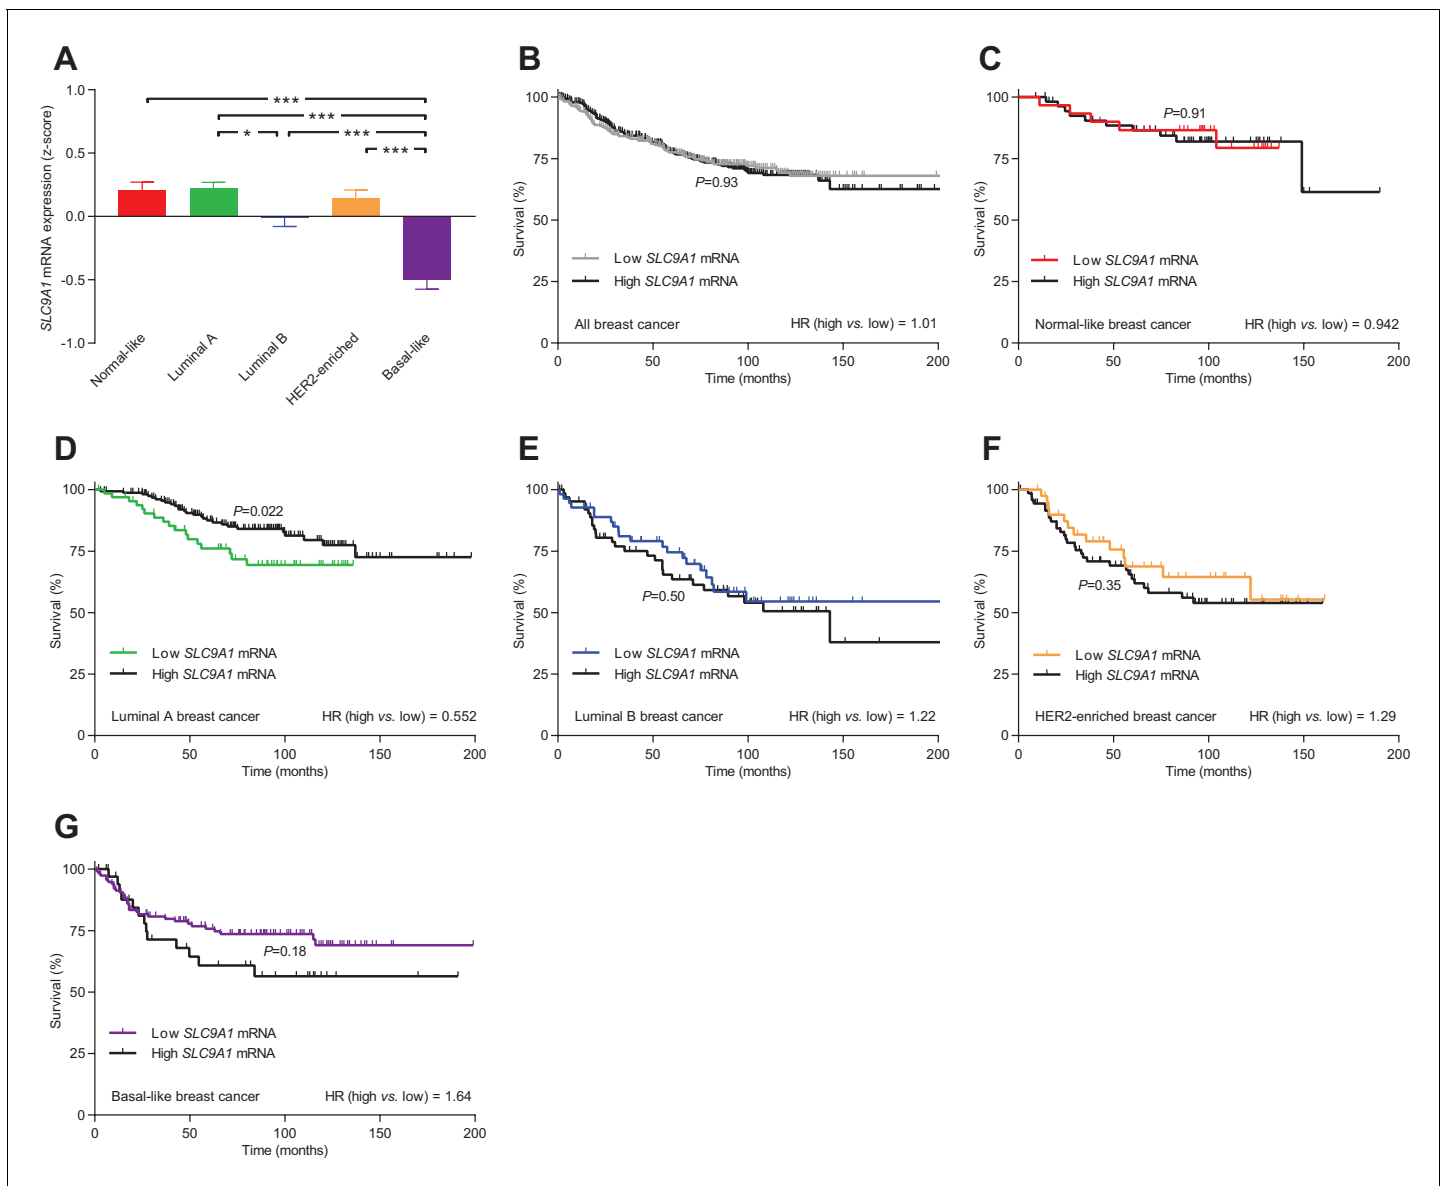 A
SLC9A1 mRNA expression (z-score)
1.0
0.5
0.0
-0.5
-1.0
***
***
*
***
***
Normal-like
Luminal A
Luminal B
HER2-enriched
Basal-like
B
Survival (%)
100
75
50
25
0
P=0.93
Low SLC9A1 mRNA
High SLC9A1 mRNA
All breast cancer
HR (high vs. low) = 1.01
0 50 100 150 200
Time (months)
C
Survival (%)
100
75
50
25
0
P=0.91
Low SLC9A1 mRNA
High SLC9A1 mRNA
Normal-like breast cancer
HR (high vs. low) = 0.942
0 50 100 150 200
Time (months)
D
Survival (%)
100
75
50
25
0
P=0.022
Low SLC9A1 mRNA
High SLC9A1 mRNA
Luminal A breast cancer
HR (high vs. low) = 0.552
0 50 100 150 200
Time (months)
E
Survival (%)
100
75
50
25
0
P=0.50
Low SLC9A1 mRNA
High SLC9A1 mRNA
Luminal B breast cancer
HR (high vs. low) = 1.22
0 50 100 150 200
Time (months)
F
Survival (%)
100
75
50
25
0
P=0.35
Low SLC9A1 mRNA
High SLC9A1 mRNA
HER2-enriched breast cancer
HR (high vs. low) = 1.29
0 50 100 150 200
Time (months)
G
Survival (%)
100
75
50
25
0
P=0.18
Low SLC9A1 mRNA
High SLC9A1 mRNA
Basal-like breast cancer
HR (high vs. low) = 1.64
0 50 100 150 200
Time (months)